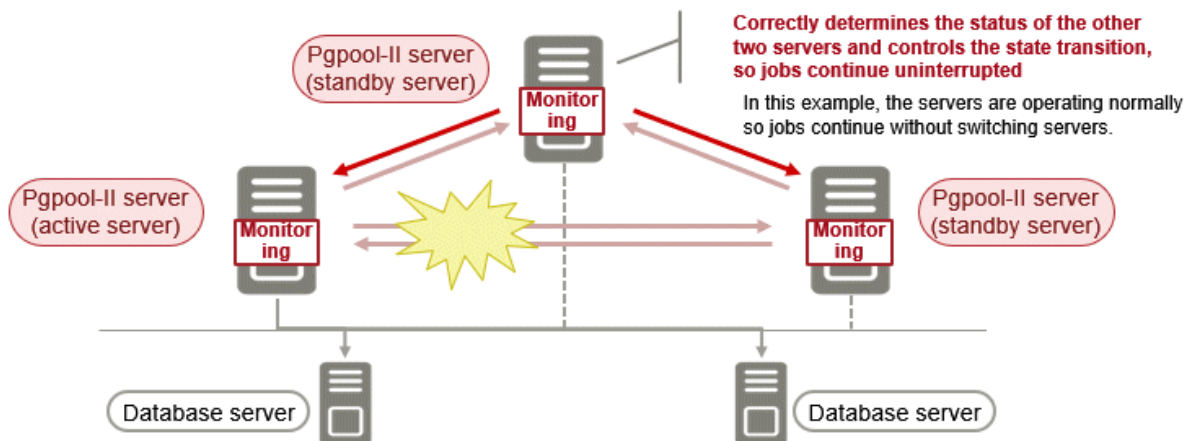 Pgpool-II server
(standby server)
Correctly determines the status of the other
two servers and controls the state transition,
so jobs continue uninterrupted
In this example, the servers are operating normally
so jobs continue without switching servers.
Monitor
ing
Pgpool-II server
(active server)
Monitor
ing
Monitor
ing
Pgpool-II server
(standby server)
Database server
Database server